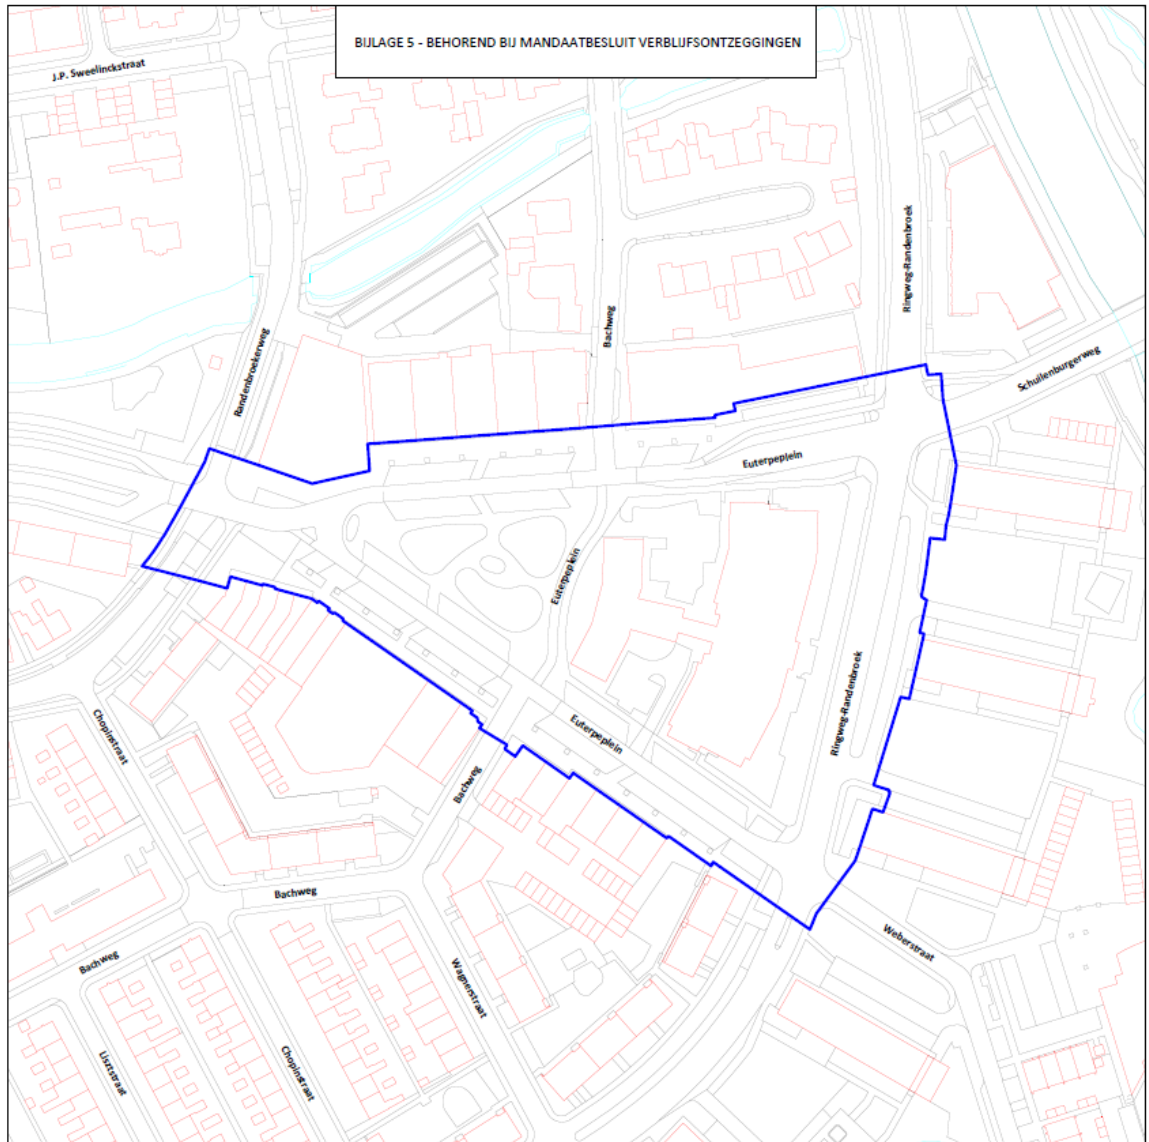 BIJLAGE 5 - BEHOREND BIJ MANDAATBESLUIT VERBLIJFSONTZEGGINGEN
J.P. Sweelinckstraat
Ringweg-Randenbroek
Bachweg
Randenbroekerweg
Schuilenburgerweg
Euterpeplein
Euterpeplein
Ringweg-Randenbroek
Euterpeplein
Chopinstraat
Bachweg
Bachweg
Weberstraat
Bachweg
Wagnerstraat
Lisztstraat
Chopinstraat